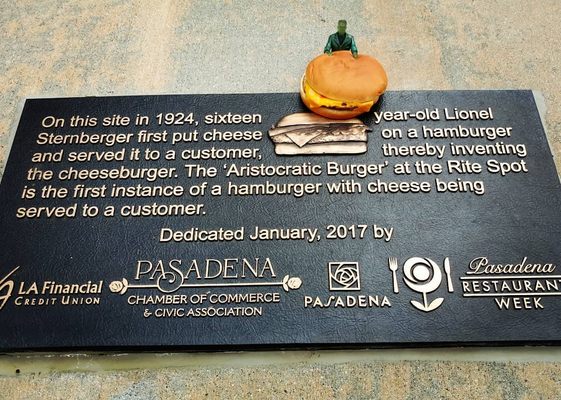 On this site in 1924, sixteen year-old Lionel
Sternberger first put cheese on a hamburger
and served it to a customer, thereby inventing
the cheeseburger. The 'Aristocratic Burger' at the Rite Spot
is the first instance of a hamburger with cheese being
served to a customer.
Dedicated January, 2017 by
LA Financial
CREDIT UNION
PASADENA
CHAMBER OF COMMERCE
& CIVIC ASSOCIATION
PASADENA
Pasadena
RESTAURANT
WEEK